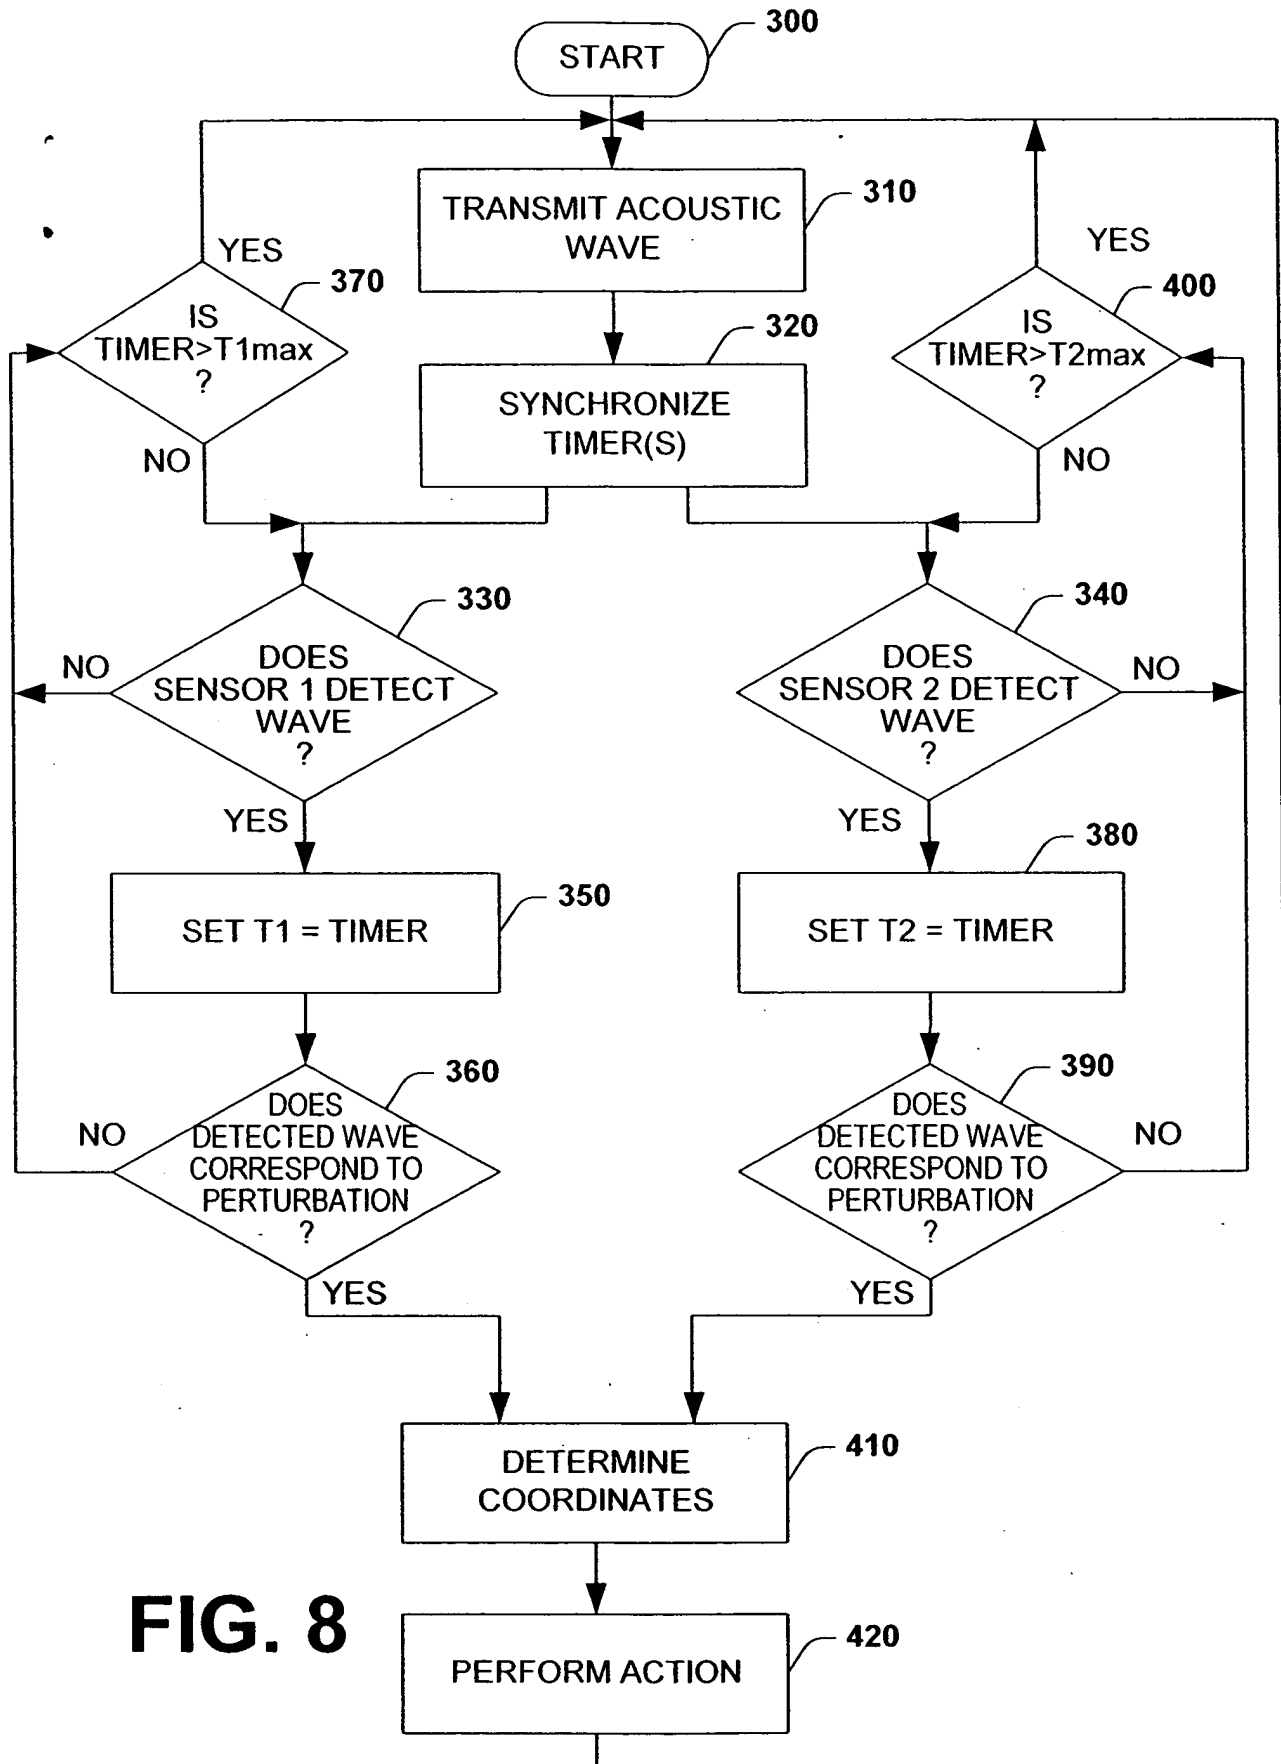 300
START
310
TRANSMIT ACOUSTIC
WAVE
YES
370
IS
TIMER>T1max
?
NO
320
SYNCHRONIZE
TIMER(S)
YES
400
IS
TIMER>T2max
?
NO
330
DOES
SENSOR 1 DETECT
WAVE
?
NO
YES
340
DOES
SENSOR 2 DETECT
WAVE
?
NO
YES
350
SET T1 = TIMER
380
SET T2 = TIMER
360
DOES
DETECTED WAVE
CORRESPOND TO
PERTURBATION
?
NO
YES
390
DOES
DETECTED WAVE
CORRESPOND TO
PERTURBATION
?
NO
YES
410
DETERMINE
COORDINATES
420
PERFORM ACTION
FIG. 8